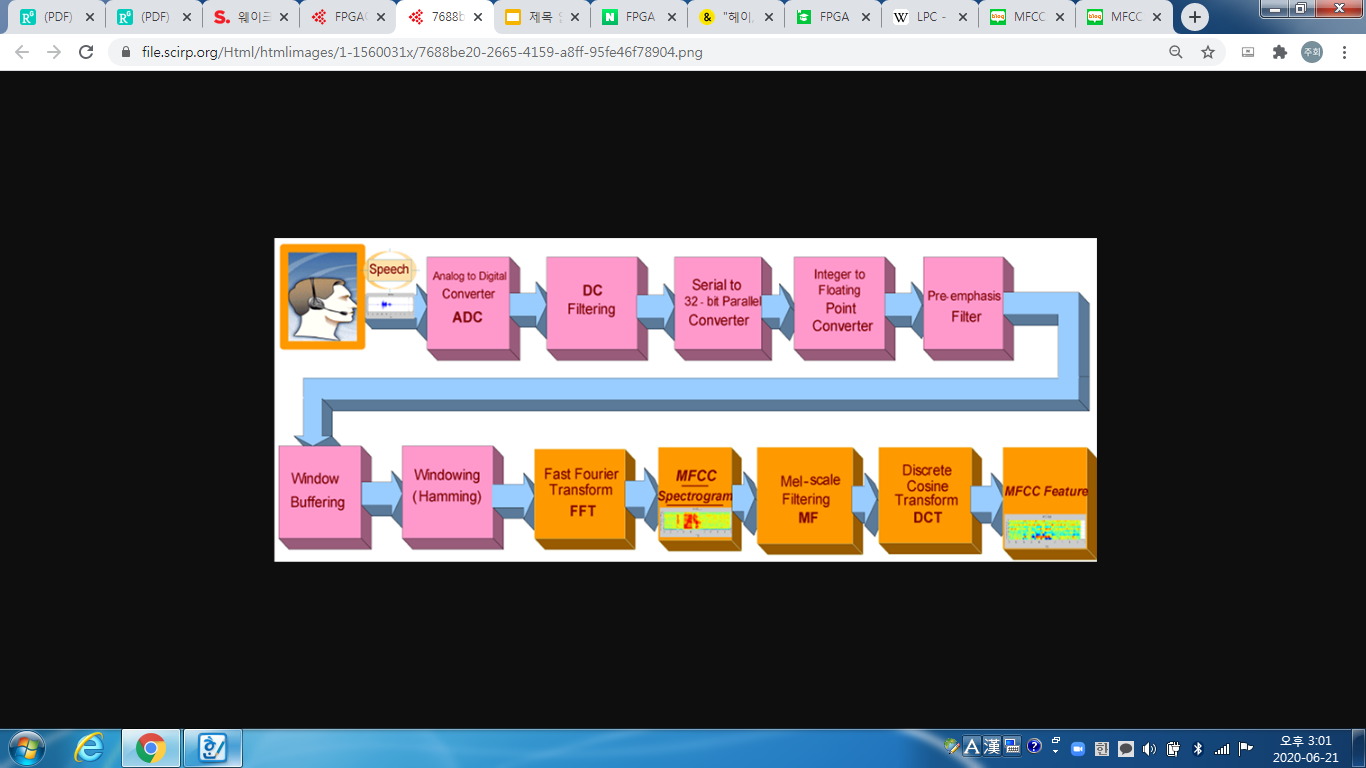 (PDF)
(PDF)
웨이크
FPGA
7688b
제목
FPGA
"헤이,
FPGA
LPC -
MFCC
MFCC
file.scirp.org/Html/htmlimages/1-1560031x/7688be20-2665-4159-a8ff-95fe46f78904.png
주회
Speech
Analog to Digital
Converter
ADC
DC
Filtering
Serial to
32 - bit Parallel
Converter
Integer to
Floating
Point
Converter
Pre-emphasis
Filter
Window
Buffering
Windowing
(Hamming)
Fast Fourier
Transform
FFT
MFCC
Spectrogram
Mel-scale
Filtering
MF
Discrete
Cosine
Transform
DCT
MFCC Feature
A 漢
오후 3:01
2020-06-21